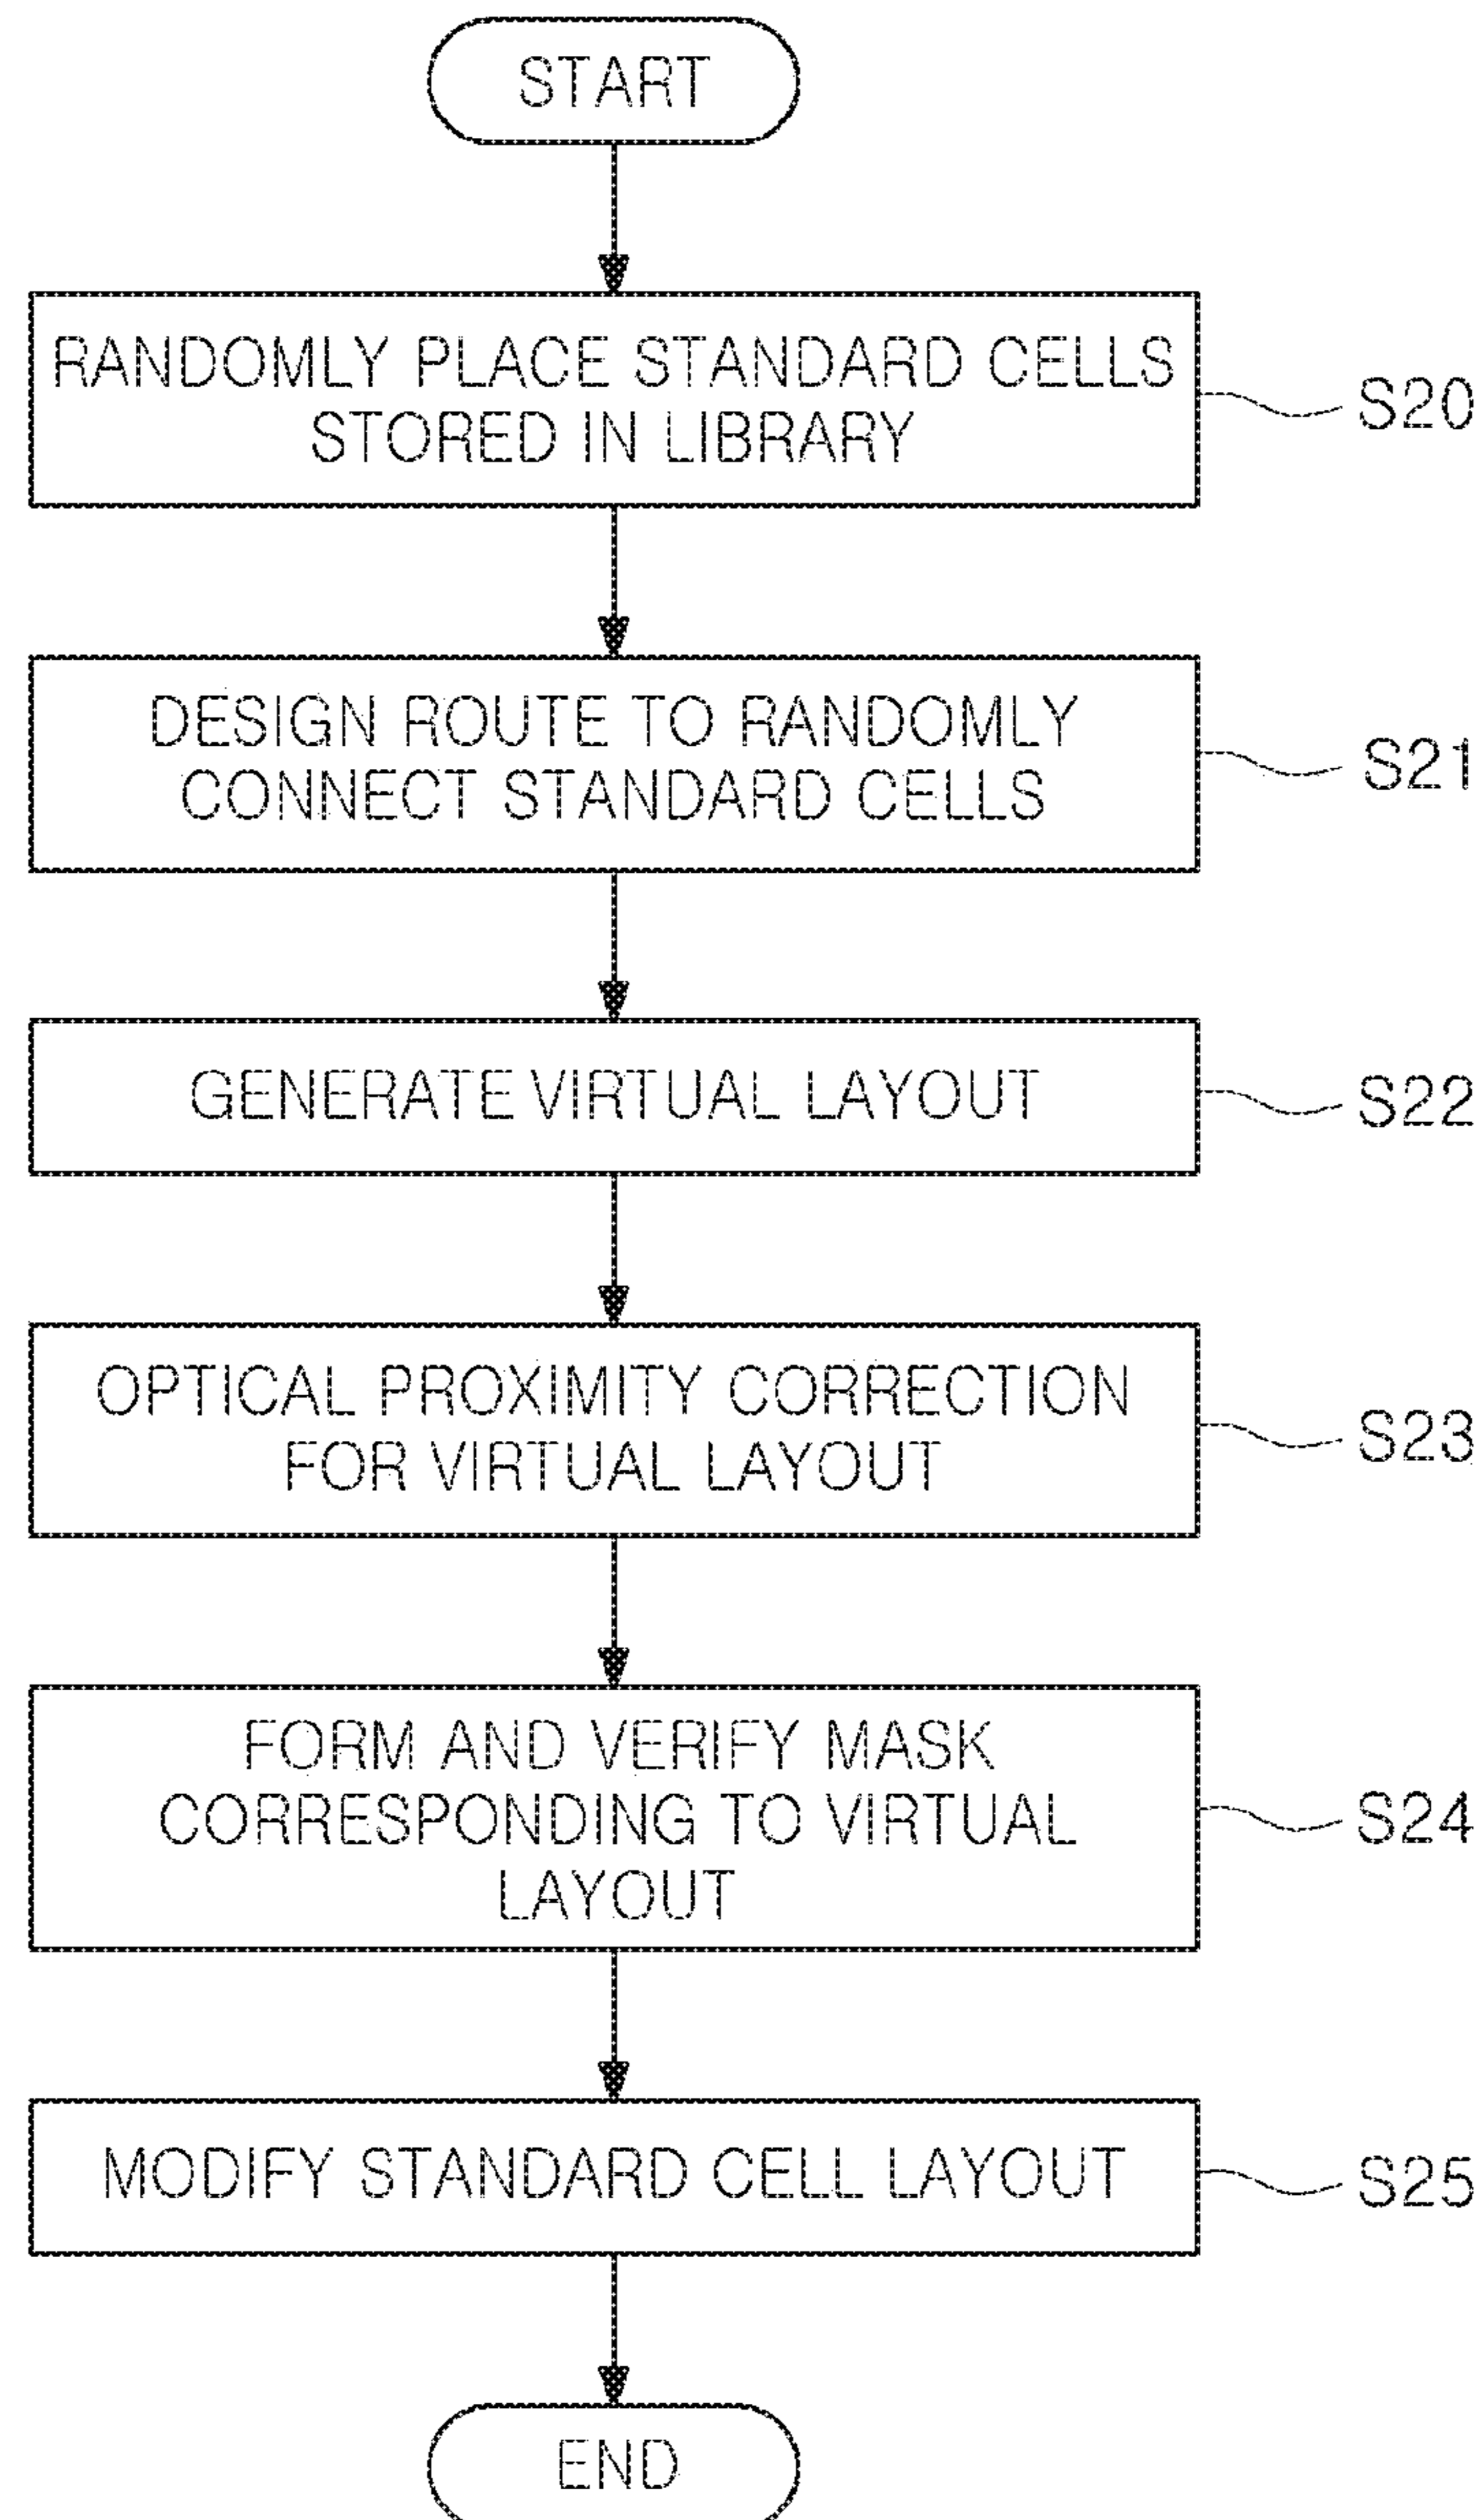 START
RANDOMLY PLACE STANDARD CELLS
STORED IN LIBRARY
S20
DESIGN ROUTE TO RANDOMLY
CONNECT STANDARD CELLS
S21
GENERATE VIRTUAL LAYOUT
S22
OPTICAL PROXIMITY CORRECTION
FOR VIRTUAL LAYOUT
S23
FORM AND VERIFY MASK
CORRESPONDING TO VIRTUAL
LAYOUT
S24
MODIFY STANDARD CELL LAYOUT
S25
END